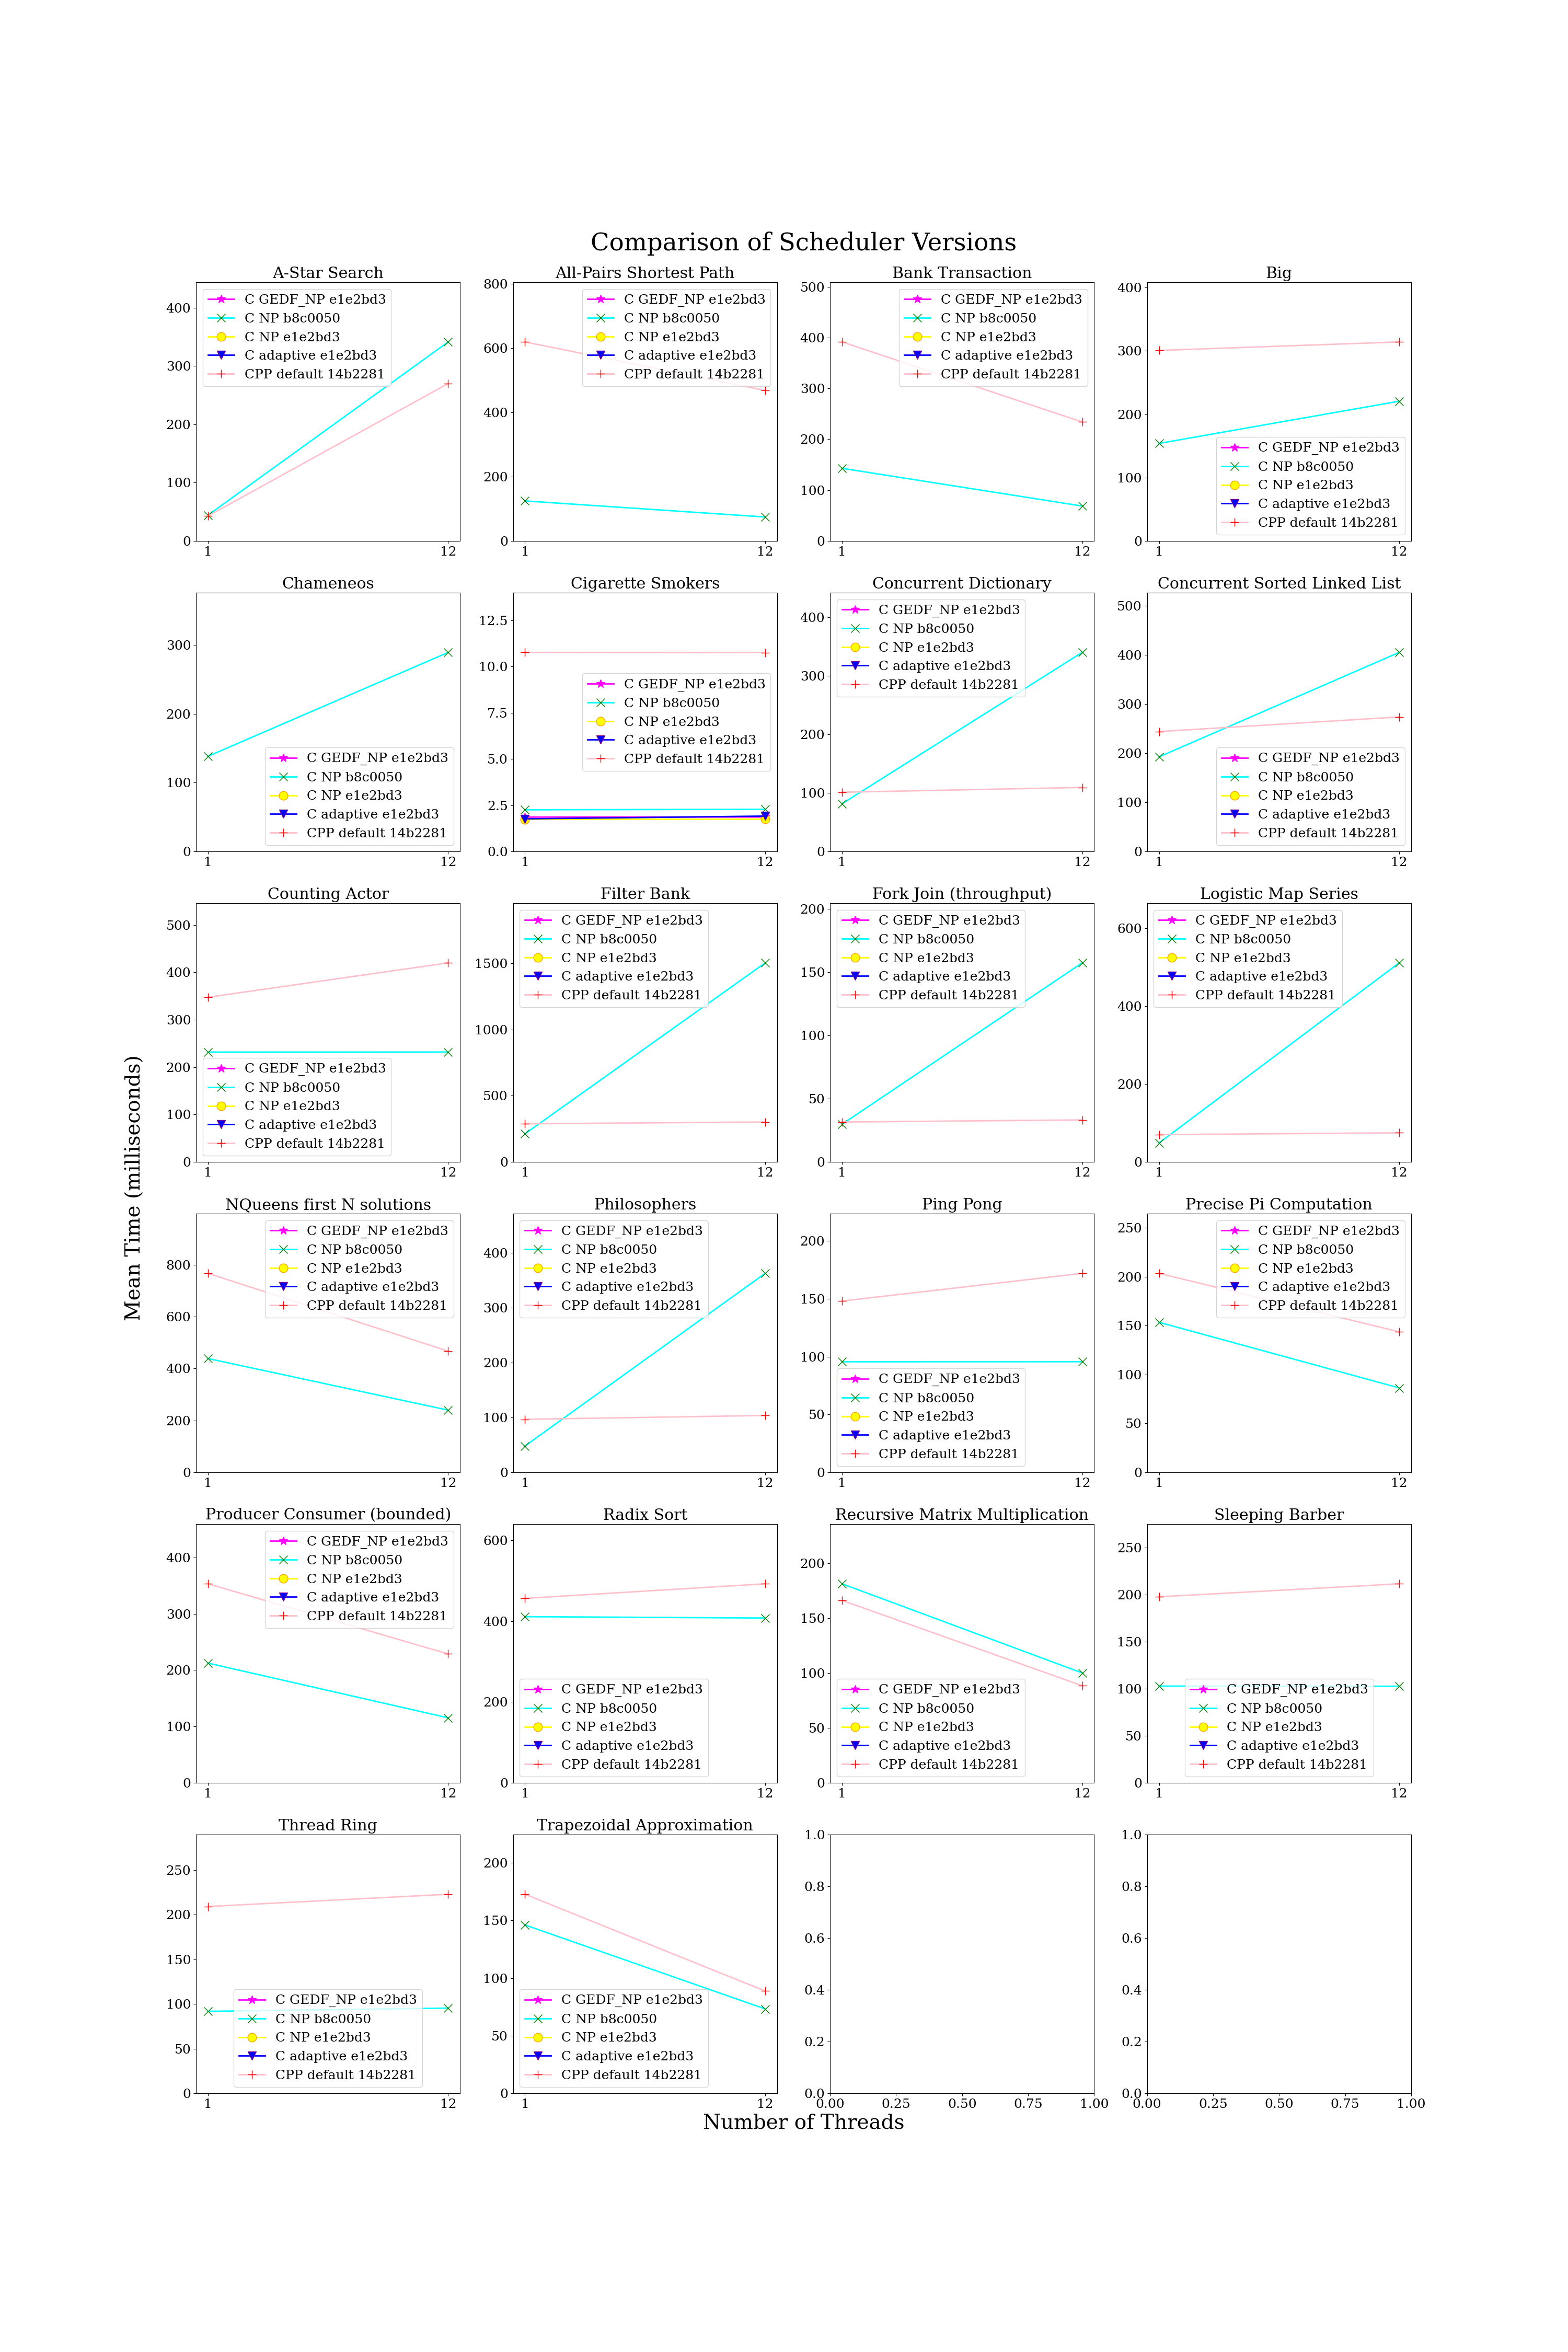 Comparison of Scheduler Versions
A-Star Search
400
300
200
100
0
1
12
C GEDF_NP e1e2bd3
C NP b8c0050
C NP e1e2bd3
C adaptive e1e2bd3
CPP default 14b2281
All-Pairs Shortest Path
800
600
400
200
0
1
12
C GEDF_NP e1e2bd3
C NP b8c0050
C NP e1e2bd3
C adaptive e1e2bd3
CPP default 14b2281
Bank Transaction
500
400
300
200
100
0
1
12
C GEDF_NP e1e2bd3
C NP b8c0050
C NP e1e2bd3
C adaptive e1e2bd3
CPP default 14b2281
Big
400
300
200
100
0
1
12
C GEDF_NP e1e2bd3
C NP b8c0050
C NP e1e2bd3
C adaptive e1e2bd3
CPP default 14b2281
Chameneos
300
200
100
0
1
12
C GEDF_NP e1e2bd3
C NP b8c0050
C NP e1e2bd3
C adaptive e1e2bd3
CPP default 14b2281
Cigarette Smokers
12.5
10.0
7.5
5.0
2.5
0.0
1
12
C GEDF_NP e1e2bd3
C NP b8c0050
C NP e1e2bd3
C adaptive e1e2bd3
CPP default 14b2281
Concurrent Dictionary
400
300
200
100
0
1
12
C GEDF_NP e1e2bd3
C NP b8c0050
C NP e1e2bd3
C adaptive e1e2bd3
CPP default 14b2281
Concurrent Sorted Linked List
500
400
300
200
100
0
1
12
C GEDF_NP e1e2bd3
C NP b8c0050
C NP e1e2bd3
C adaptive e1e2bd3
CPP default 14b2281
Counting Actor
500
400
300
200
100
0
1
12
C GEDF_NP e1e2bd3
C NP b8c0050
C NP e1e2bd3
C adaptive e1e2bd3
CPP default 14b2281
Filter Bank
1500
1000
500
0
1
12
C GEDF_NP e1e2bd3
C NP b8c0050
C NP e1e2bd3
C adaptive e1e2bd3
CPP default 14b2281
Fork Join (throughput)
200
150
100
50
0
1
12
C GEDF_NP e1e2bd3
C NP b8c0050
C NP e1e2bd3
C adaptive e1e2bd3
CPP default 14b2281
Logistic Map Series
600
400
200
0
1
12
C GEDF_NP e1e2bd3
C NP b8c0050
C NP e1e2bd3
C adaptive e1e2bd3
CPP default 14b2281
Mean Time (milliseconds)
NQueens first N solutions
800
600
400
200
0
1
12
C GEDF_NP e1e2bd3
C NP b8c0050
C NP e1e2bd3
C adaptive e1e2bd3
CPP default 14b2281
Philosophers
400
300
200
100
0
1
12
C GEDF_NP e1e2bd3
C NP b8c0050
C NP e1e2bd3
C adaptive e1e2bd3
CPP default 14b2281
Ping Pong
200
150
100
50
0
1
12
C GEDF_NP e1e2bd3
C NP b8c0050
C NP e1e2bd3
C adaptive e1e2bd3
CPP default 14b2281
Precise Pi Computation
250
200
150
100
50
0
1
12
C GEDF_NP e1e2bd3
C NP b8c0050
C NP e1e2bd3
C adaptive e1e2bd3
CPP default 14b2281
Producer Consumer (bounded)
400
300
200
100
0
1
12
C GEDF_NP e1e2bd3
C NP b8c0050
C NP e1e2bd3
C adaptive e1e2bd3
CPP default 14b2281
Radix Sort
600
400
200
0
1
12
C GEDF_NP e1e2bd3
C NP b8c0050
C NP e1e2bd3
C adaptive e1e2bd3
CPP default 14b2281
Recursive Matrix Multiplication
200
150
100
50
0
1
12
C GEDF_NP e1e2bd3
C NP b8c0050
C NP e1e2bd3
C adaptive e1e2bd3
CPP default 14b2281
Sleeping Barber
250
200
150
100
50
0
1
12
C GEDF_NP e1e2bd3
C NP b8c0050
C NP e1e2bd3
C adaptive e1e2bd3
CPP default 14b2281
Thread Ring
250
200
150
100
50
0
1
12
C GEDF_NP e1e2bd3
C NP b8c0050
C NP e1e2bd3
C adaptive e1e2bd3
CPP default 14b2281
Trapezoidal Approximation
200
150
100
50
0
1
12
C GEDF_NP e1e2bd3
C NP b8c0050
C NP e1e2bd3
C adaptive e1e2bd3
CPP default 14b2281
1.0
0.8
0.6
0.4
0.2
0.0
0.00 0.25 0.50 0.75 1.00
1.0
0.8
0.6
0.4
0.2
0.0
0.00 0.25 0.50 0.75 1.00
Number of Threads